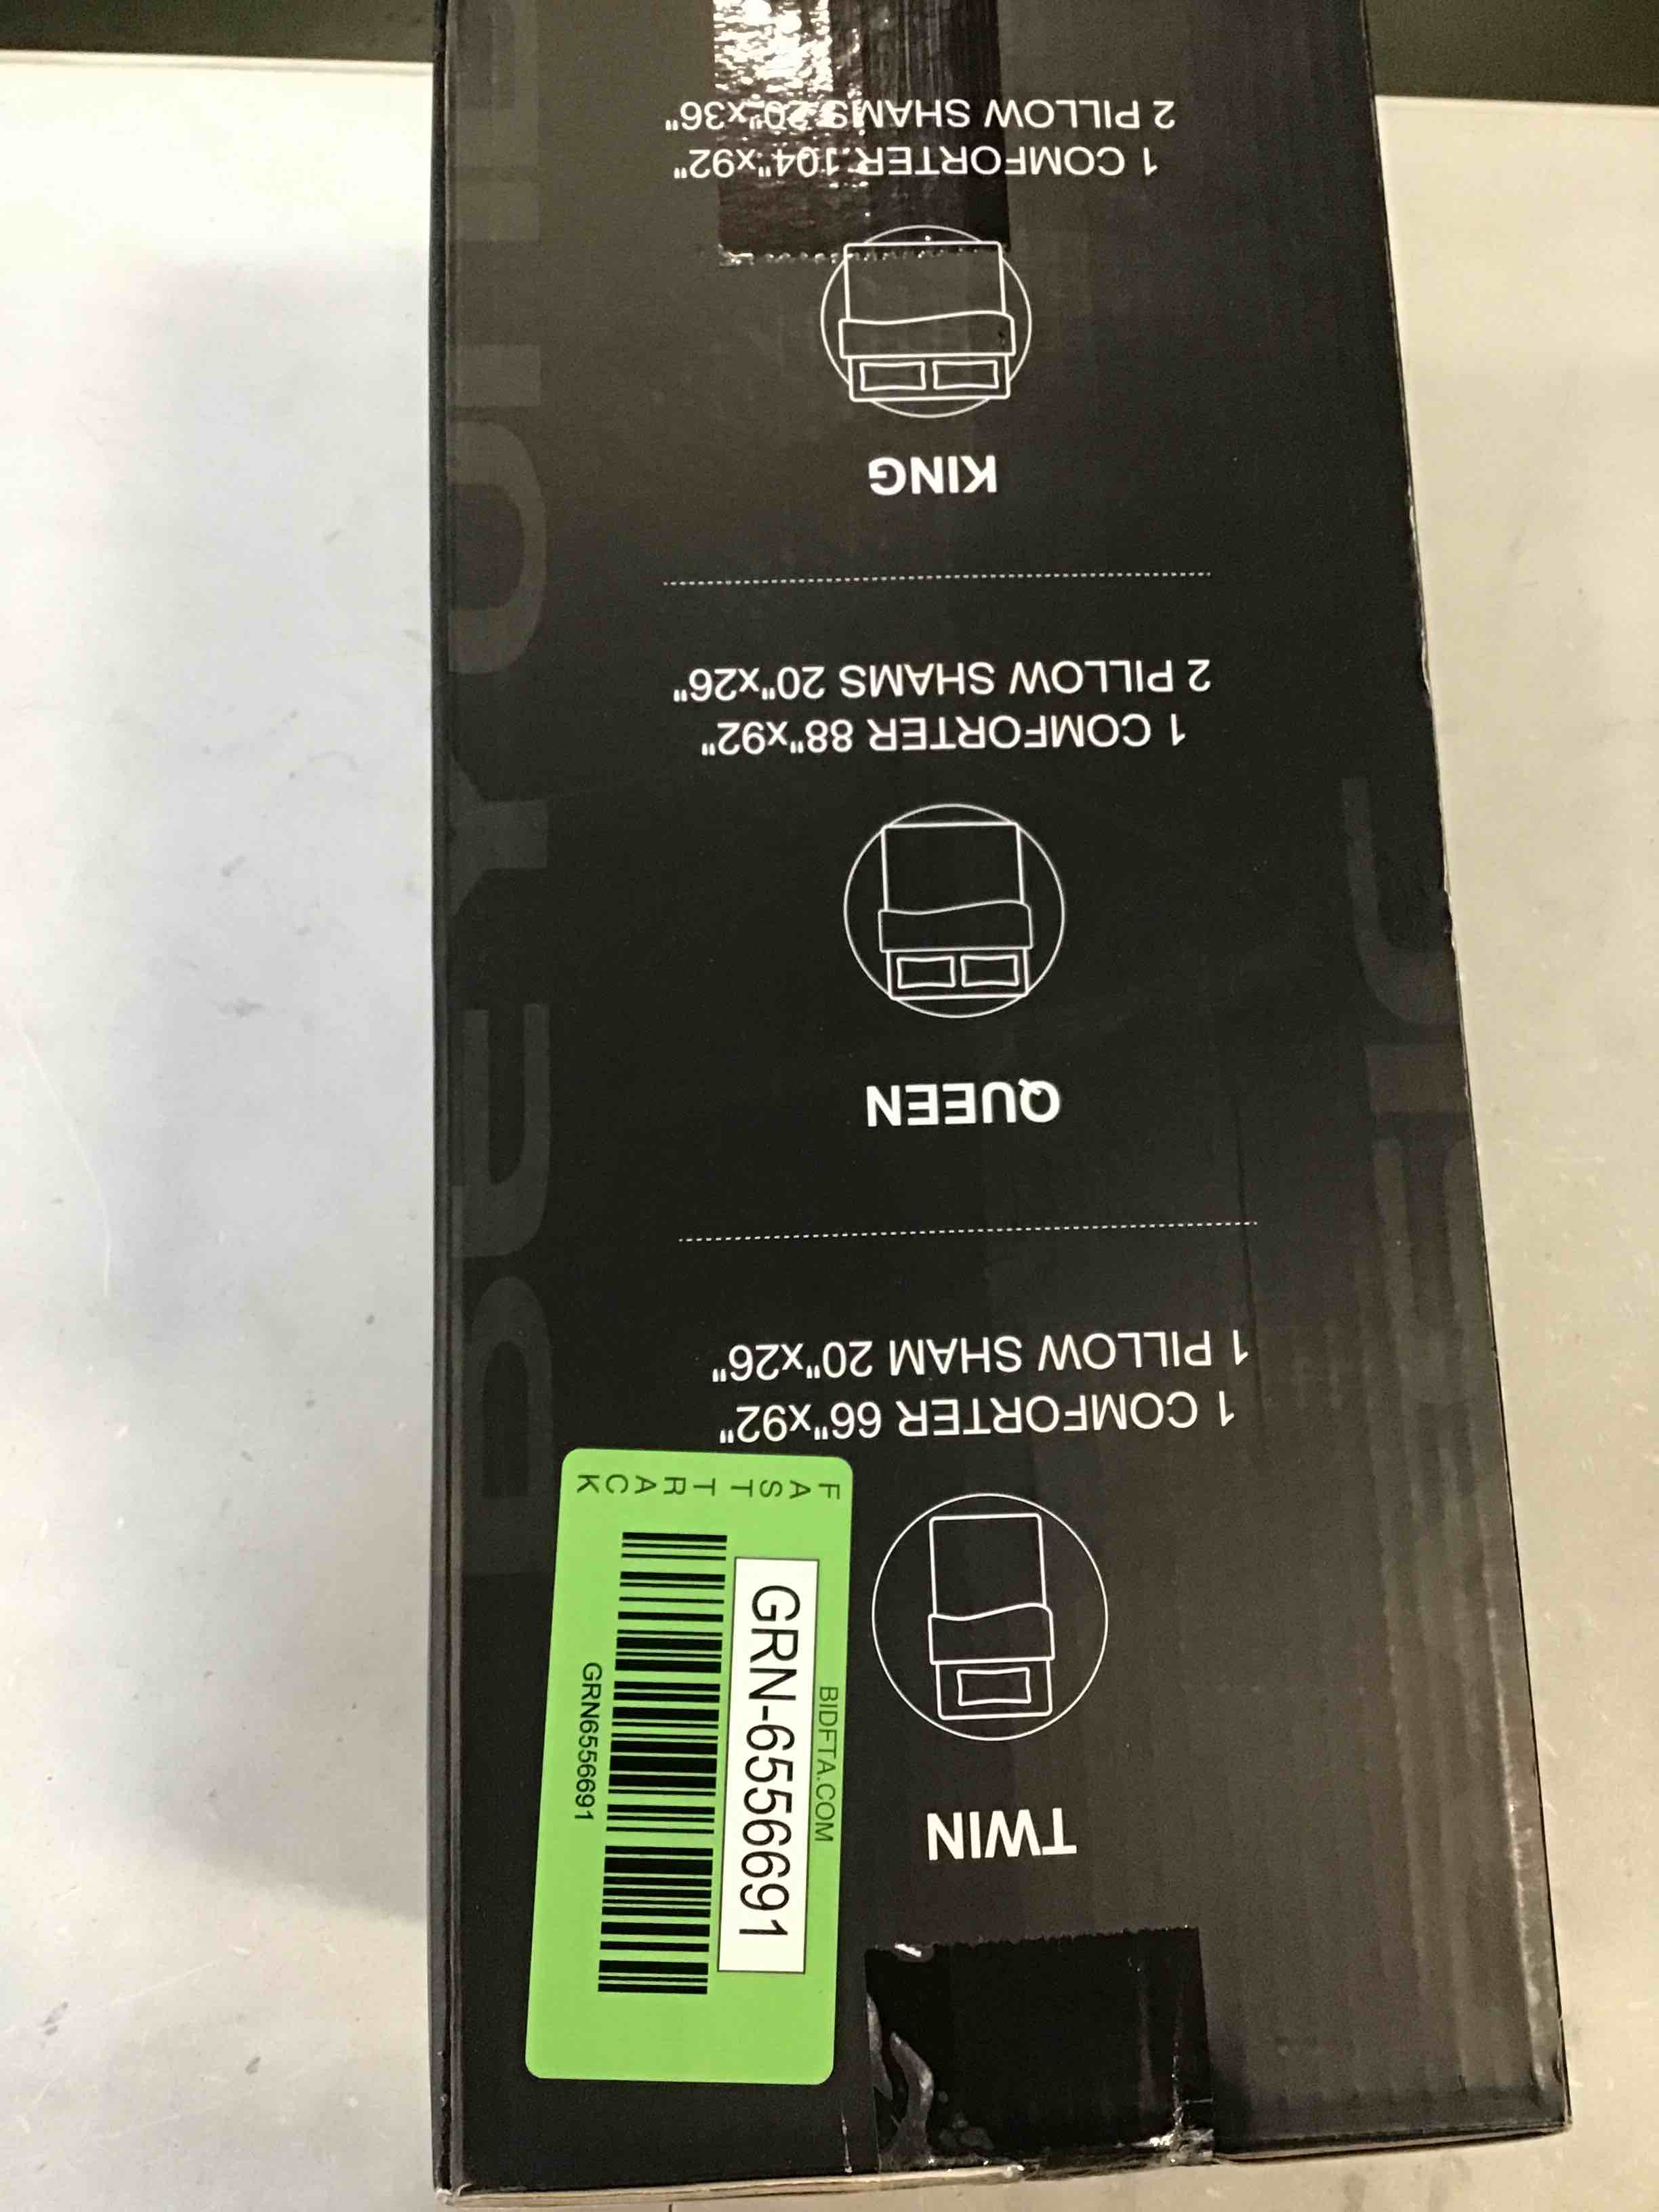 TWIN
1 COMFORTER 66"x92"
1 PILLOW SHAM 20"x26"
QUEEN
1 COMFORTER 88"x92"
2 PILLOW SHAMS 20"x26"
KING
1 COMFORTER 104"x92"
2 PILLOW SHAMS 20"x36"
FAST TRACK
BIDFTA.COM
GRN-6556691
GRN6556691